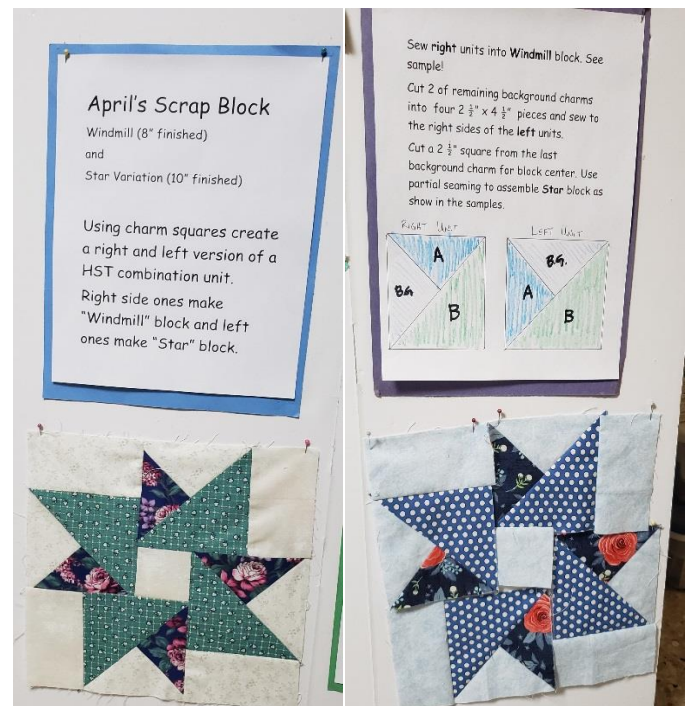 April's Scrap Block
Windmill (8" finished)
and
Star Variation (10" finished)
Using charm squares create
a right and left version of a
HST combination unit.
Right side ones make
"Windmill" block and left
ones make "Star" block.
Sew right units into Windmill block. See
sample!
Cut 2 of remaining background charms
into four 2 ½" x 4 ½" pieces and sew to
the right sides of the left units.
Cut a 2 ½" square from the last
background charm for block center. Use
partial seaming to assemble Star block as
show in the samples.
RIGHT UNIT
A
BG
B
LEFT UNIT
BG.
A
B